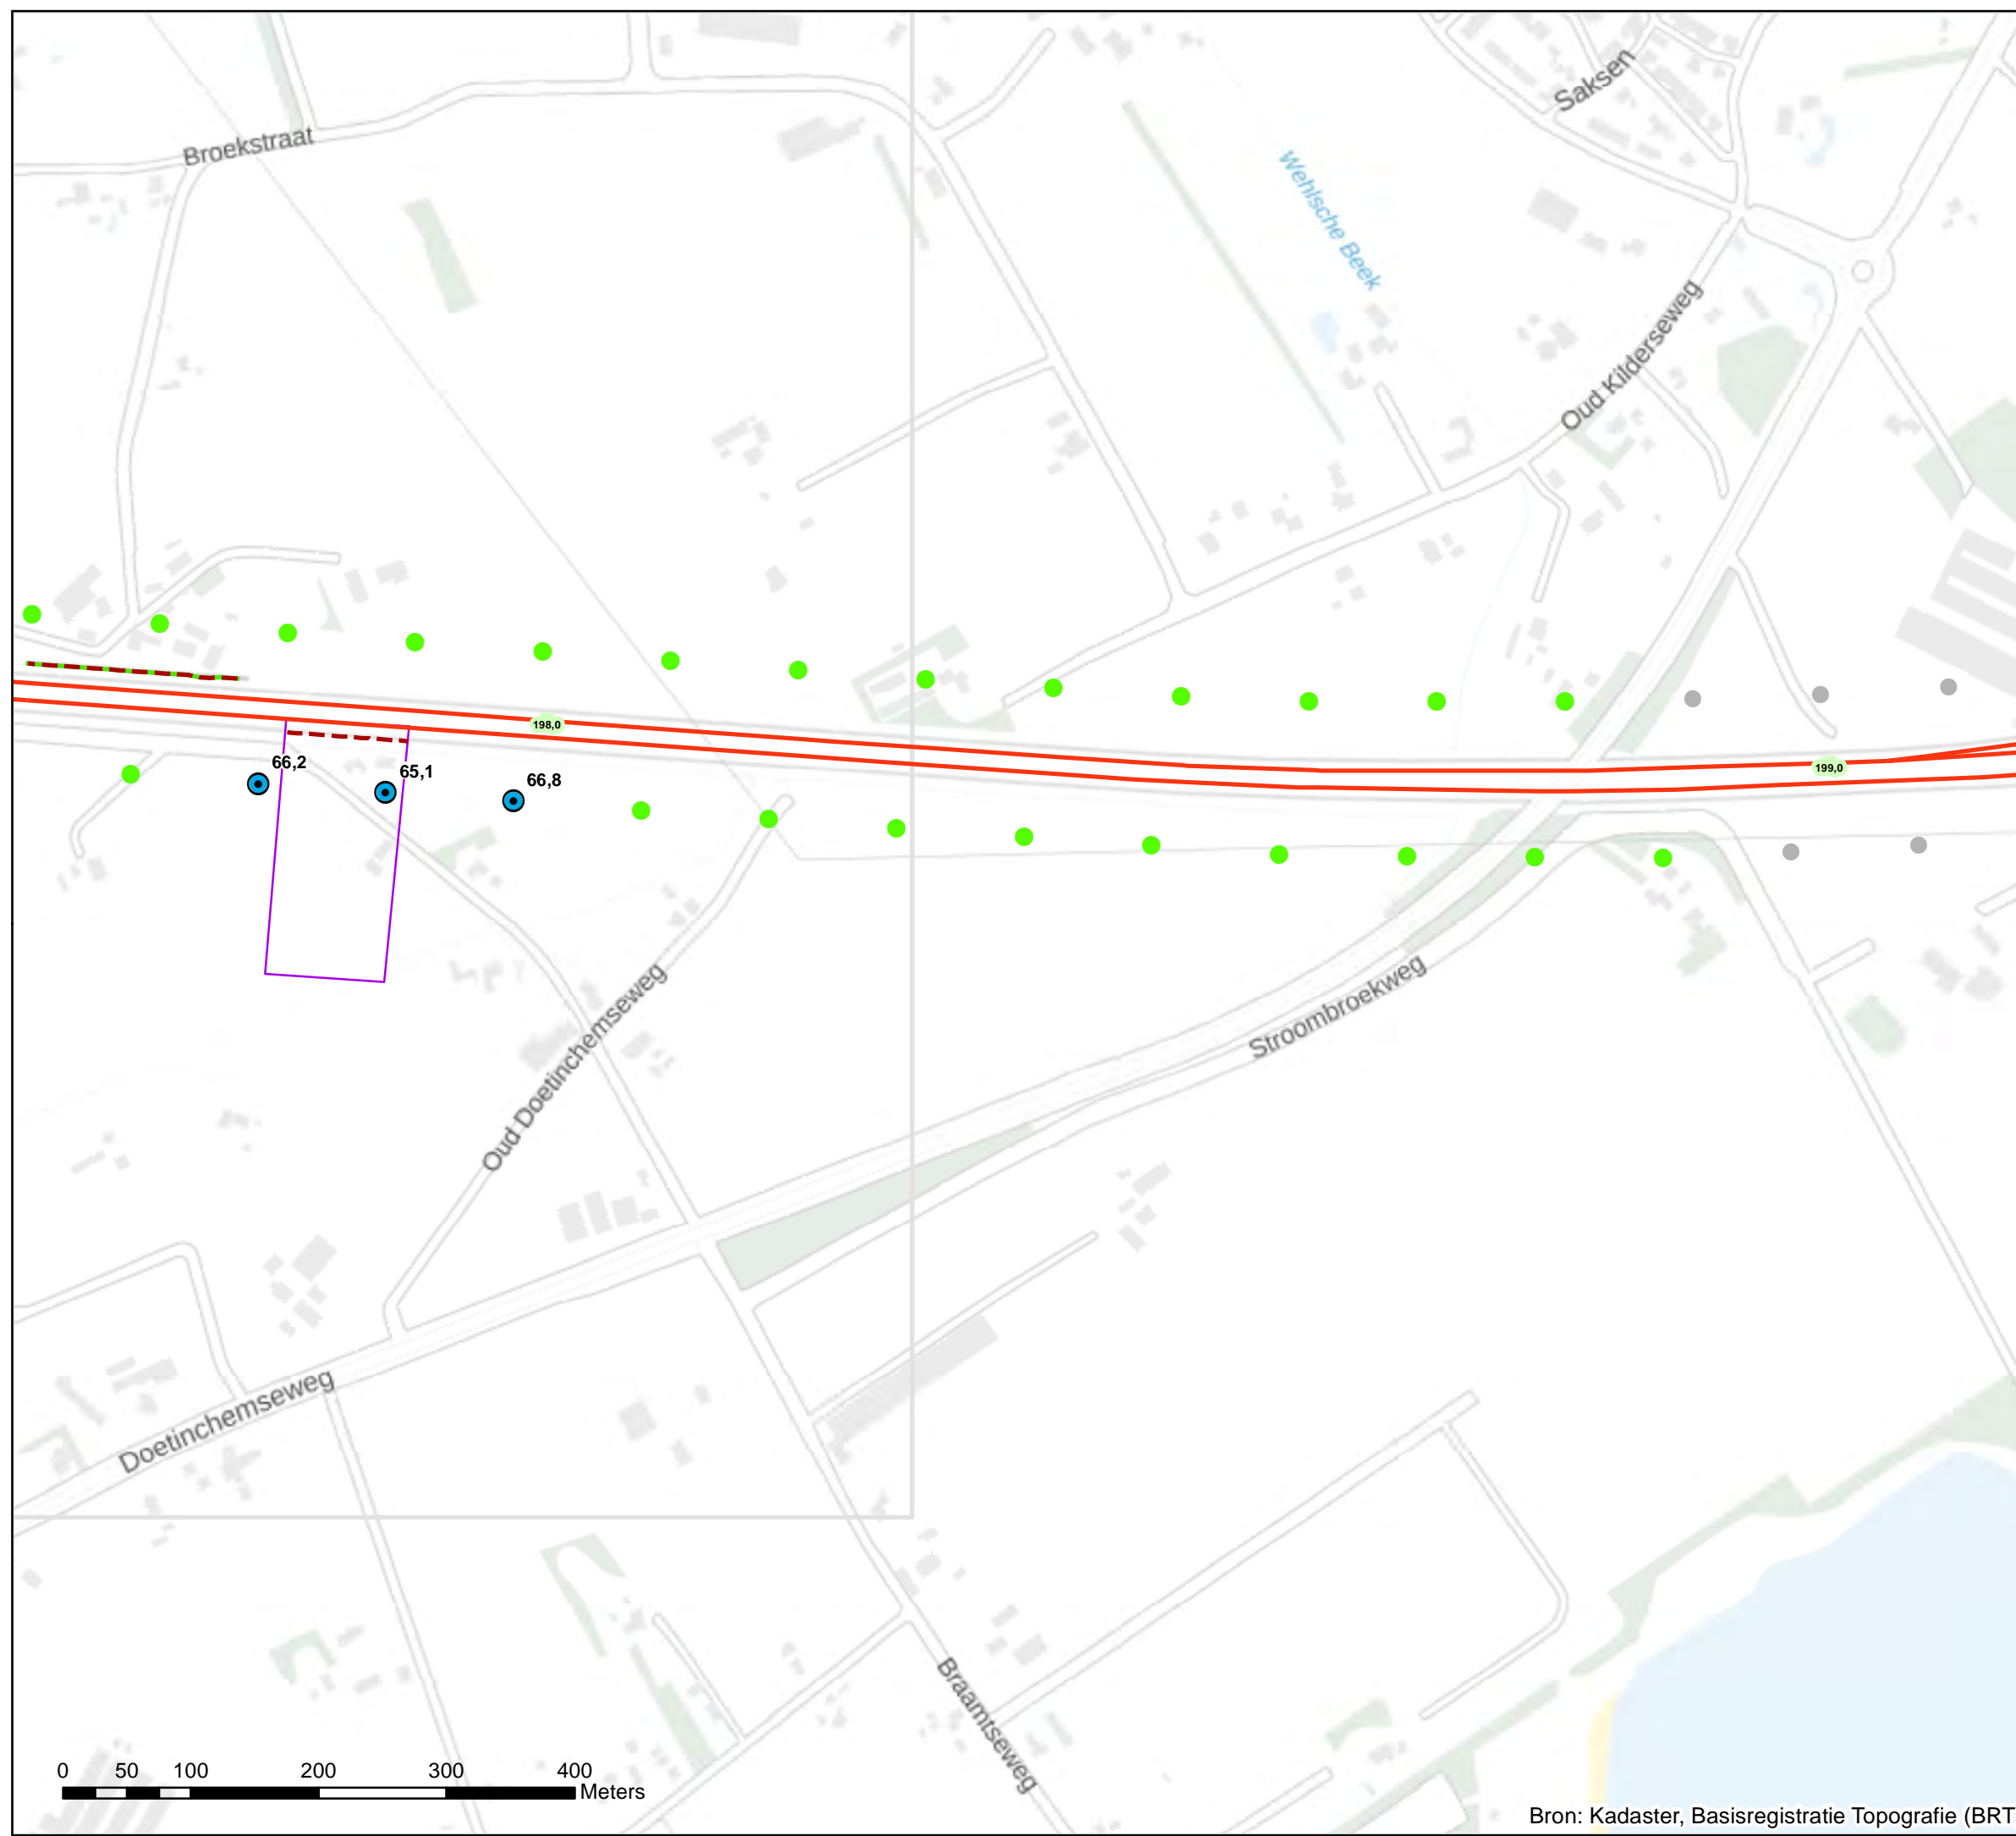 Saksen
Broekstraat
Wehlsche Beek
Oud Kilderseweg
198,0
199,0
66,2
65,1
66,8
Oud Doetinchemseweg
Stroombroekweg
Doetinchemseweg
Braamtseweg
0 50 100 200 300 400
Meters
Bron: Kadaster, Basisregistratie Topografie (BRT